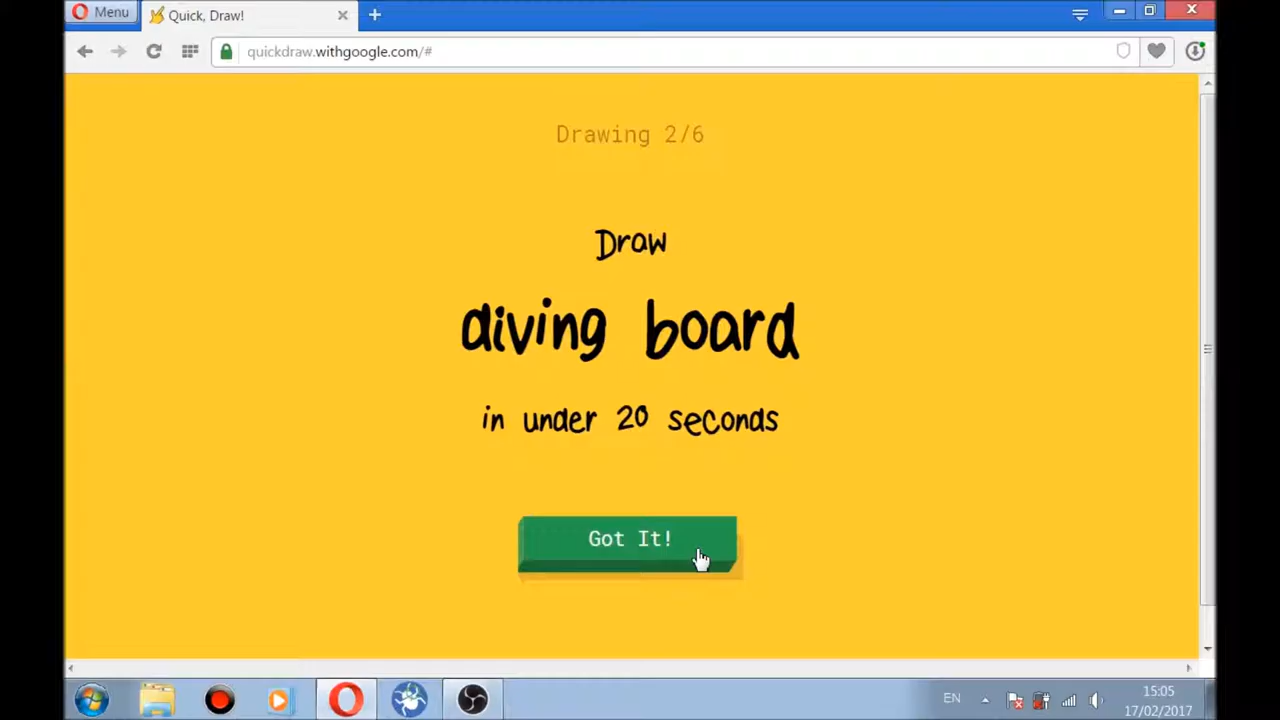 Menu
Quick, Draw!
quickdraw.withgoogle.com/#
Drawing 2/6
Draw
diving board
in under 20 seconds
Got It!
EN
15:05
17/02/2017